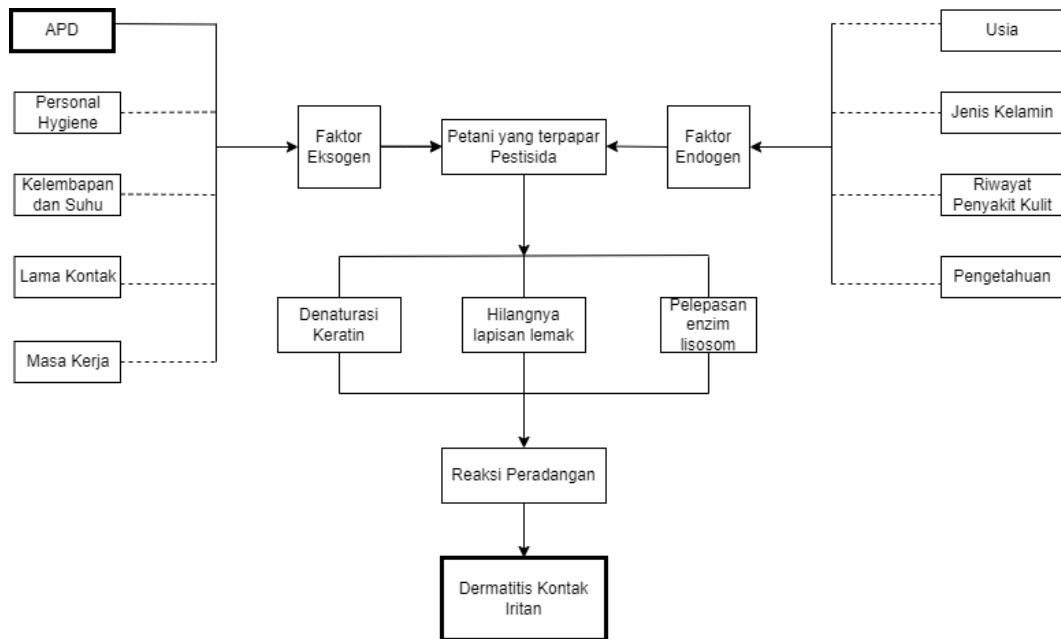 APD
Usia
Personal
Hygiene
Jenis Kelamin
Faktor
Eksogen
Petani yang terpapar
Pestisida
Faktor
Endogen
Kelembapan
dan Suhu
Riwayat
Penyakit Kulit
Lama Kontak
Pengetahuan
Denaturasi
Keratin
Hilangnya
lapisan lemak
Pelepasan
enzim
lisosom
Masa Kerja
Reaksi Peradangan
Dermatitis Kontak
Iritan